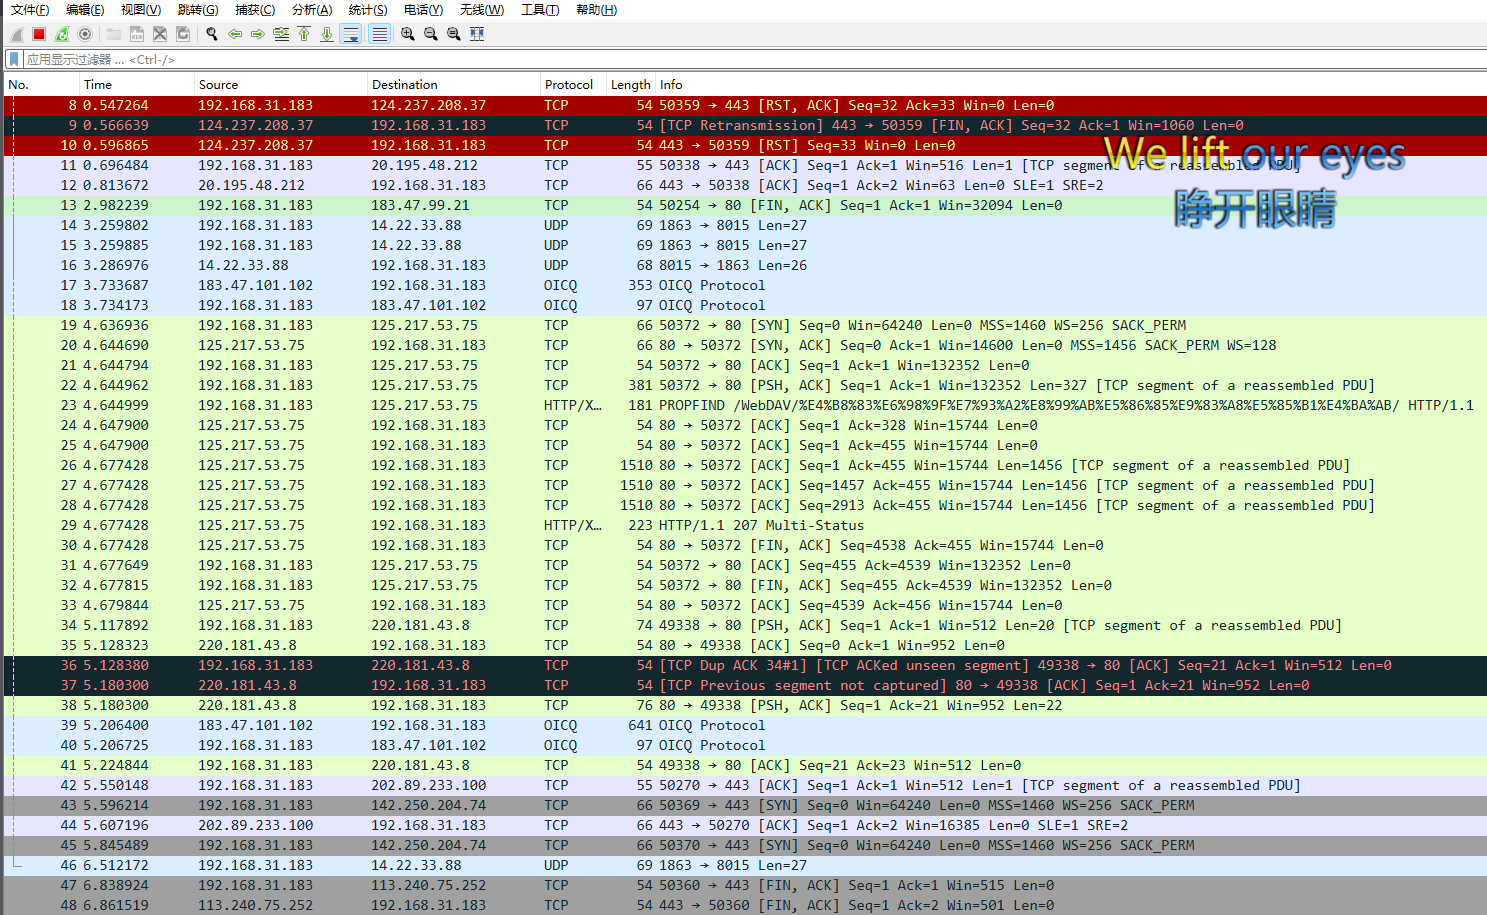 文件(F) 编辑(E) 视图(V) 跳转(G) 捕获(C) 分析(A) 统计(S) 电话(Y) 无线(W) 工具(T) 帮助(H)
应用显示过滤器 … <Ctrl-/>
No. Time Source Destination Protocol Length Info
8 0.547264 192.168.31.183 124.237.208.37 TCP 54 50359 → 443 [RST, ACK] Seq=32 Ack=33 Win=0 Len=0
9 0.566639 124.237.208.37 192.168.31.183 TCP 54 [TCP Retransmission] 443 → 50359 [FIN, ACK] Seq=32 Ack=1 Win=1060 Len=0
10 0.596865 124.237.208.37 192.168.31.183 TCP 54 443 → 50359 [RST] Seq=33 Win=0 Len=0
We lift our eyes
11 0.696484 192.168.31.183 20.195.48.212 TCP 55 50338 → 443 [ACK] Seq=1 Ack=1 Win=516 Len=1 [TCP segment of a reassembled PDU]
12 0.813672 20.195.48.212 192.168.31.183 TCP 66 443 → 50338 [ACK] Seq=1 Ack=2 Win=63 Len=0 SLE=1 SRE=2
13 2.982239 192.168.31.183 183.47.99.21 TCP 54 50254 → 80 [FIN, ACK] Seq=1 Ack=1 Win=32094 Len=0
睁开眼睛
14 3.259802 192.168.31.183 14.22.33.88 UDP 69 1863 → 8015 Len=27
15 3.259885 192.168.31.183 14.22.33.88 UDP 69 1863 → 8015 Len=27
16 3.286976 14.22.33.88 192.168.31.183 UDP 68 8015 → 1863 Len=26
17 3.733687 183.47.101.102 192.168.31.183 OICQ 353 OICQ Protocol
18 3.734173 192.168.31.183 183.47.101.102 OICQ 97 OICQ Protocol
19 4.636936 192.168.31.183 125.217.53.75 TCP 66 50372 → 80 [SYN] Seq=0 Win=64240 Len=0 MSS=1460 WS=256 SACK_PERM
20 4.644690 125.217.53.75 192.168.31.183 TCP 66 80 → 50372 [SYN, ACK] Seq=0 Ack=1 Win=14600 Len=0 MSS=1456 SACK_PERM WS=128
21 4.644794 192.168.31.183 125.217.53.75 TCP 54 50372 → 80 [ACK] Seq=1 Ack=1 Win=132352 Len=0
22 4.644962 192.168.31.183 125.217.53.75 TCP 381 50372 → 80 [PSH, ACK] Seq=1 Ack=1 Win=132352 Len=327 [TCP segment of a reassembled PDU]
23 4.644999 192.168.31.183 125.217.53.75 HTTP/X… 181 PROPFIND /WebDAV/%E4%B8%83%E6%98%9F%E7%93%A2%E8%99%AB%E5%86%85%E9%83%A8%E5%85%B1%E4%BA%AB/ HTTP/1.1
24 4.647900 125.217.53.75 192.168.31.183 TCP 54 80 → 50372 [ACK] Seq=1 Ack=328 Win=15744 Len=0
25 4.647900 125.217.53.75 192.168.31.183 TCP 54 80 → 50372 [ACK] Seq=1 Ack=455 Win=15744 Len=0
26 4.677428 125.217.53.75 192.168.31.183 TCP 1510 80 → 50372 [ACK] Seq=1 Ack=455 Win=15744 Len=1456 [TCP segment of a reassembled PDU]
27 4.677428 125.217.53.75 192.168.31.183 TCP 1510 80 → 50372 [ACK] Seq=1457 Ack=455 Win=15744 Len=1456 [TCP segment of a reassembled PDU]
28 4.677428 125.217.53.75 192.168.31.183 TCP 1510 80 → 50372 [ACK] Seq=2913 Ack=455 Win=15744 Len=1456 [TCP segment of a reassembled PDU]
29 4.677428 125.217.53.75 192.168.31.183 HTTP/X… 223 HTTP/1.1 207 Multi-Status
30 4.677428 125.217.53.75 192.168.31.183 TCP 54 80 → 50372 [FIN, ACK] Seq=4538 Ack=455 Win=15744 Len=0
31 4.677649 192.168.31.183 125.217.53.75 TCP 54 50372 → 80 [ACK] Seq=455 Ack=4539 Win=132352 Len=0
32 4.677815 192.168.31.183 125.217.53.75 TCP 54 50372 → 80 [FIN, ACK] Seq=455 Ack=4539 Win=132352 Len=0
33 4.679844 125.217.53.75 192.168.31.183 TCP 54 80 → 50372 [ACK] Seq=4539 Ack=456 Win=15744 Len=0
34 5.117892 192.168.31.183 220.181.43.8 TCP 74 49338 → 80 [PSH, ACK] Seq=1 Ack=1 Win=512 Len=20 [TCP segment of a reassembled PDU]
35 5.128323 220.181.43.8 192.168.31.183 TCP 54 80 → 49338 [ACK] Seq=0 Ack=1 Win=952 Len=0
36 5.128380 192.168.31.183 220.181.43.8 TCP 54 [TCP Dup ACK 34#1] [TCP ACKed unseen segment] 49338 → 80 [ACK] Seq=21 Ack=1 Win=512 Len=0
37 5.180300 220.181.43.8 192.168.31.183 TCP 54 [TCP Previous segment not captured] 80 → 49338 [ACK] Seq=1 Ack=21 Win=952 Len=0
38 5.180300 220.181.43.8 192.168.31.183 TCP 76 80 → 49338 [PSH, ACK] Seq=1 Ack=21 Win=952 Len=22
39 5.206400 183.47.101.102 192.168.31.183 OICQ 641 OICQ Protocol
40 5.206725 192.168.31.183 183.47.101.102 OICQ 97 OICQ Protocol
41 5.224844 192.168.31.183 220.181.43.8 TCP 54 49338 → 80 [ACK] Seq=21 Ack=23 Win=512 Len=0
42 5.550148 192.168.31.183 202.89.233.100 TCP 55 50270 → 443 [ACK] Seq=1 Ack=1 Win=512 Len=1 [TCP segment of a reassembled PDU]
43 5.596214 192.168.31.183 142.250.204.74 TCP 66 50369 → 443 [SYN] Seq=0 Win=64240 Len=0 MSS=1460 WS=256 SACK_PERM
44 5.607196 202.89.233.100 192.168.31.183 TCP 66 443 → 50270 [ACK] Seq=1 Ack=2 Win=16385 Len=0 SLE=1 SRE=2
45 5.845489 192.168.31.183 142.250.204.74 TCP 66 50370 → 443 [SYN] Seq=0 Win=64240 Len=0 MSS=1460 WS=256 SACK_PERM
46 6.512172 192.168.31.183 14.22.33.88 UDP 69 1863 → 8015 Len=27
47 6.838924 192.168.31.183 113.240.75.252 TCP 54 50360 → 443 [FIN, ACK] Seq=1 Ack=1 Win=515 Len=0
48 6.861519 113.240.75.252 192.168.31.183 TCP 54 443 → 50360 [FIN, ACK] Seq=1 Ack=2 Win=501 Len=0